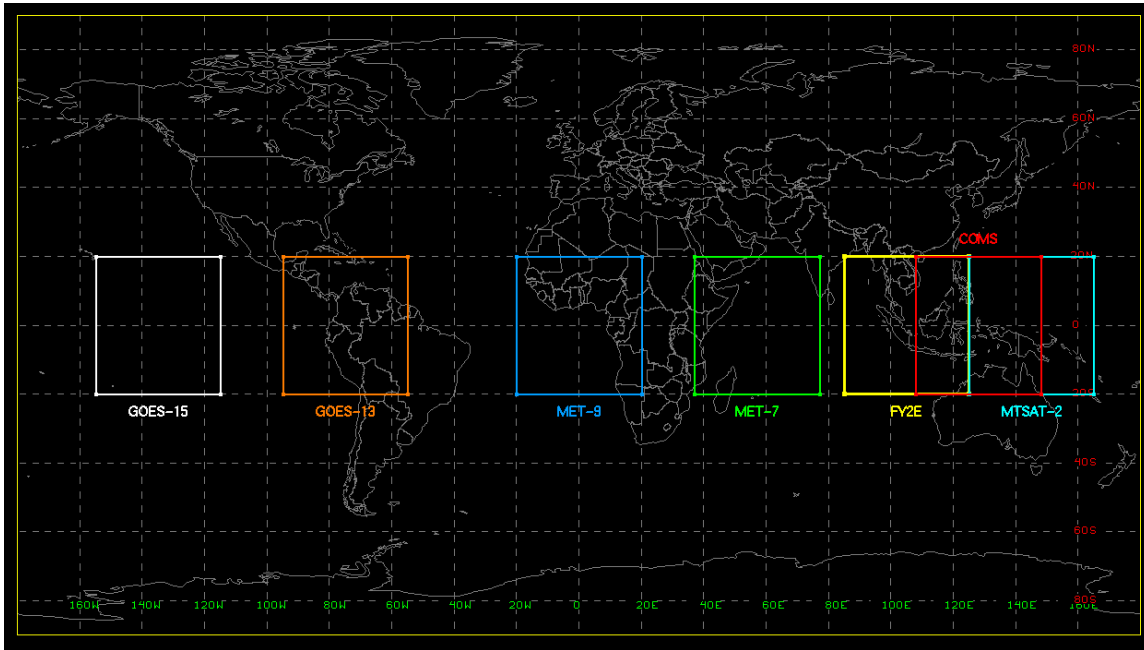 80N
60N
40N
COMS
20N
0
20S
GOES-15 GOES-13 MET-9 MET-7 FY2E MTSAT-2
40S
60S
80S
160W 140W 120W 100W 80W 60W 20W 0 20E 40E 60E 80E 100E 120E 140E 160E